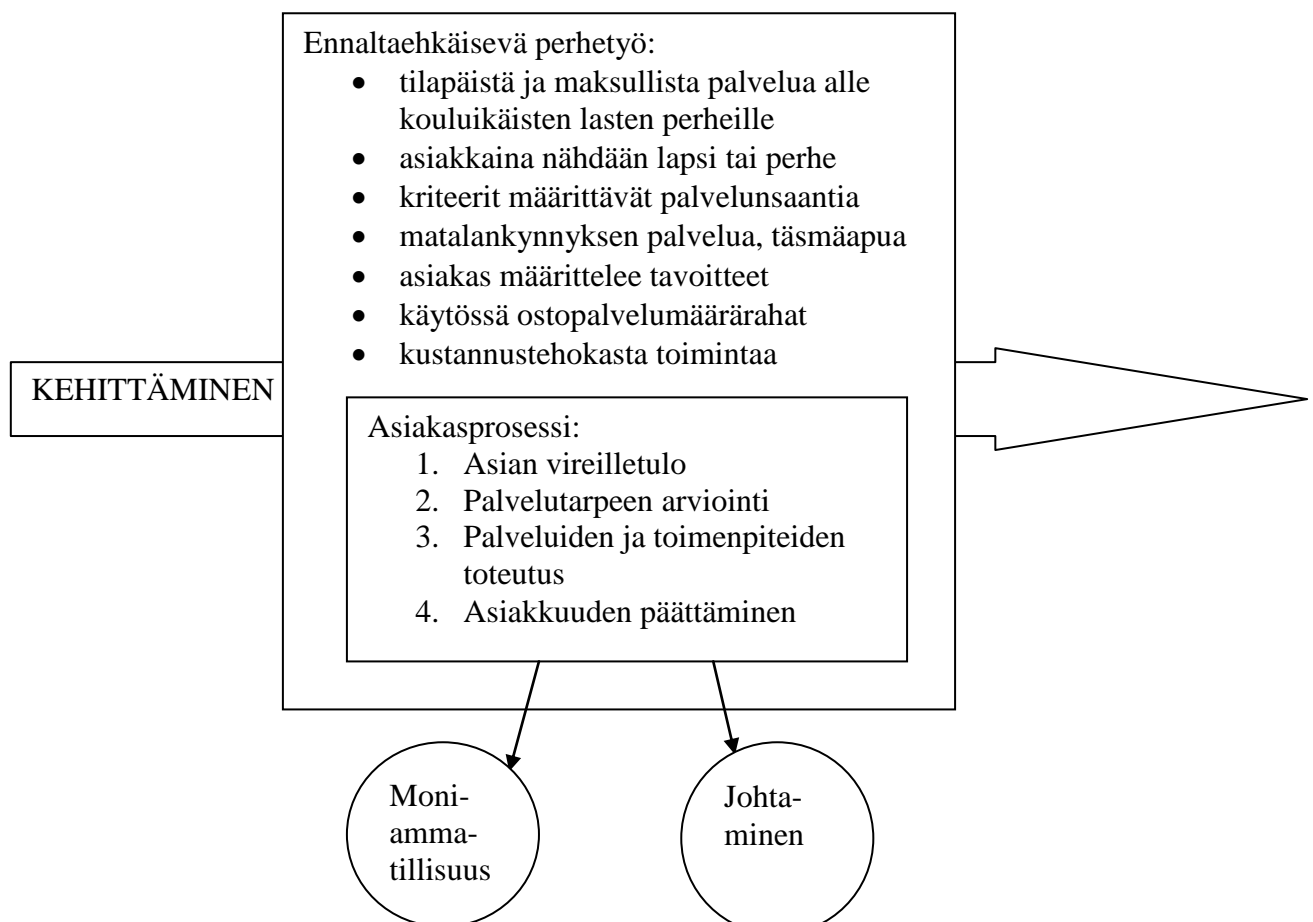 Ennaltaehkäisevä perhetyö:
• tilapäistä ja maksullista palvelua alle
kouluikäisten lasten perheille
• asiakkaina nähdään lapsi tai perhe
• kriteerit määrittävät palvelunsaantia
• matalankynnyksen palvelua, täsmäapua
• asiakas määrittelee tavoitteet
• käytössä ostopalvelumäärärahat
• kustannustehokasta toimintaa
KEHITTÄMINEN
Asiakasprosessi:
1. Asian vireilletulo
2. Palvelutarpeen arviointi
3. Palveluiden ja toimenpiteiden
toteutus
4. Asiakkuuden päättäminen
Moni-
amma-
tillisuus
Johta-
minen